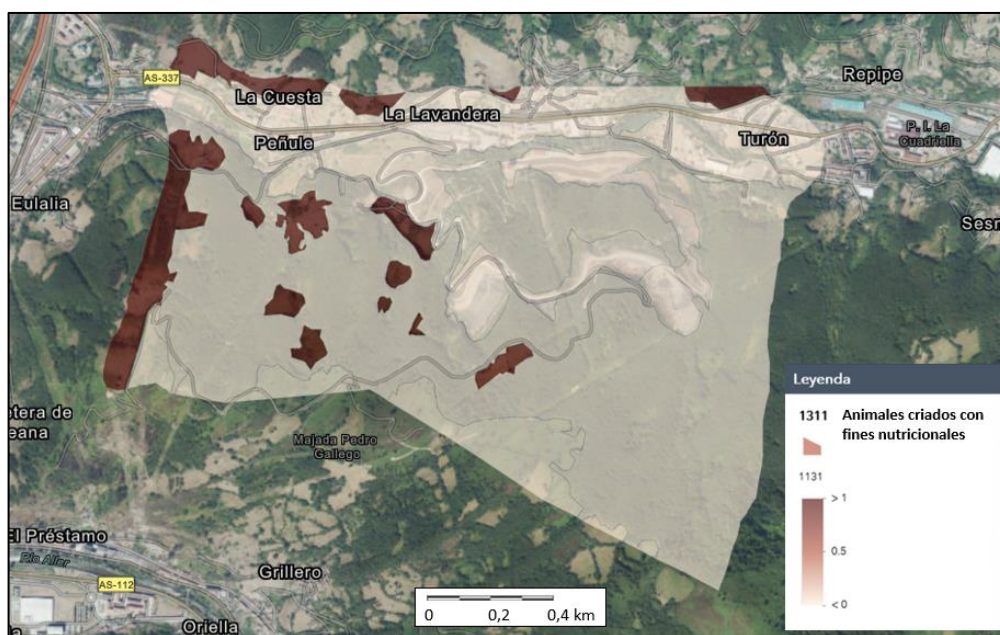 AS-337
Repipe
La Cuesta
La Lavandera
P. I. La
Cuadriella
Peñule
Turón
Eulalia
Sesn
Leyenda
1311 Animales criados con
fines nutricionales
1131
> 1
0.5
< 0
etera de
eana
Majada Pedro
Gallego
El Préstamo
Río Aller
Grillero
AS-112
0 0,2 0,4 km
Oriella